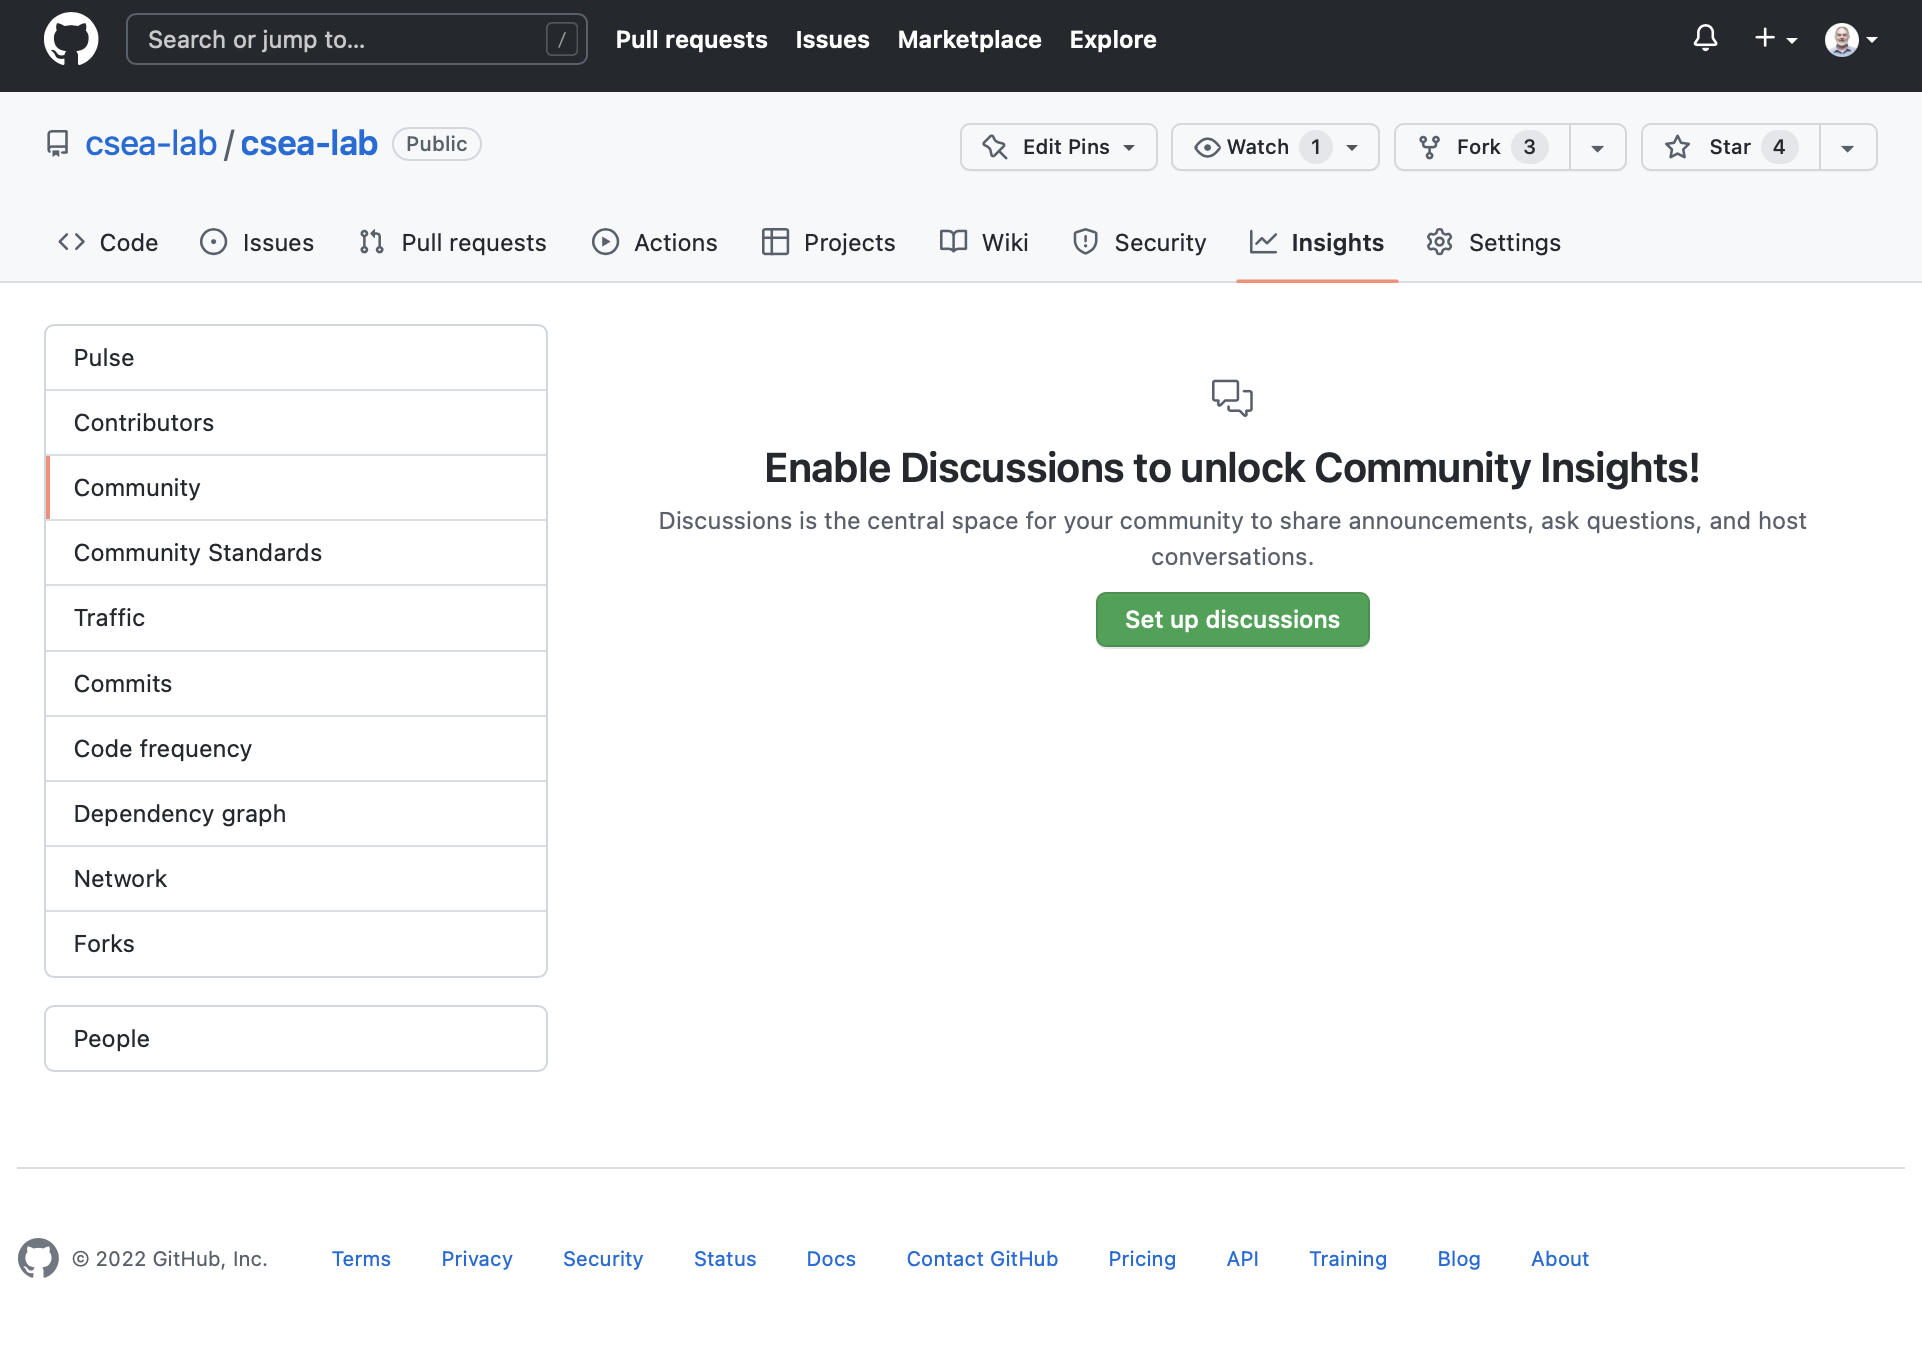 Search or jump to... /
Pull requests Issues Marketplace Explore
csea-lab / csea-lab Public
Edit Pins Watch 1 Fork 3 Star 4
Code Issues Pull requests Actions Projects Wiki Security Insights Settings
Pulse
Contributors
Community
Community Standards
Traffic
Commits
Code frequency
Dependency graph
Network
Forks
People
Enable Discussions to unlock Community Insights!
Discussions is the central space for your community to share announcements, ask questions, and host
conversations.
Set up discussions
© 2022 GitHub, Inc. Terms Privacy Security Status Docs Contact GitHub Pricing API Training Blog About